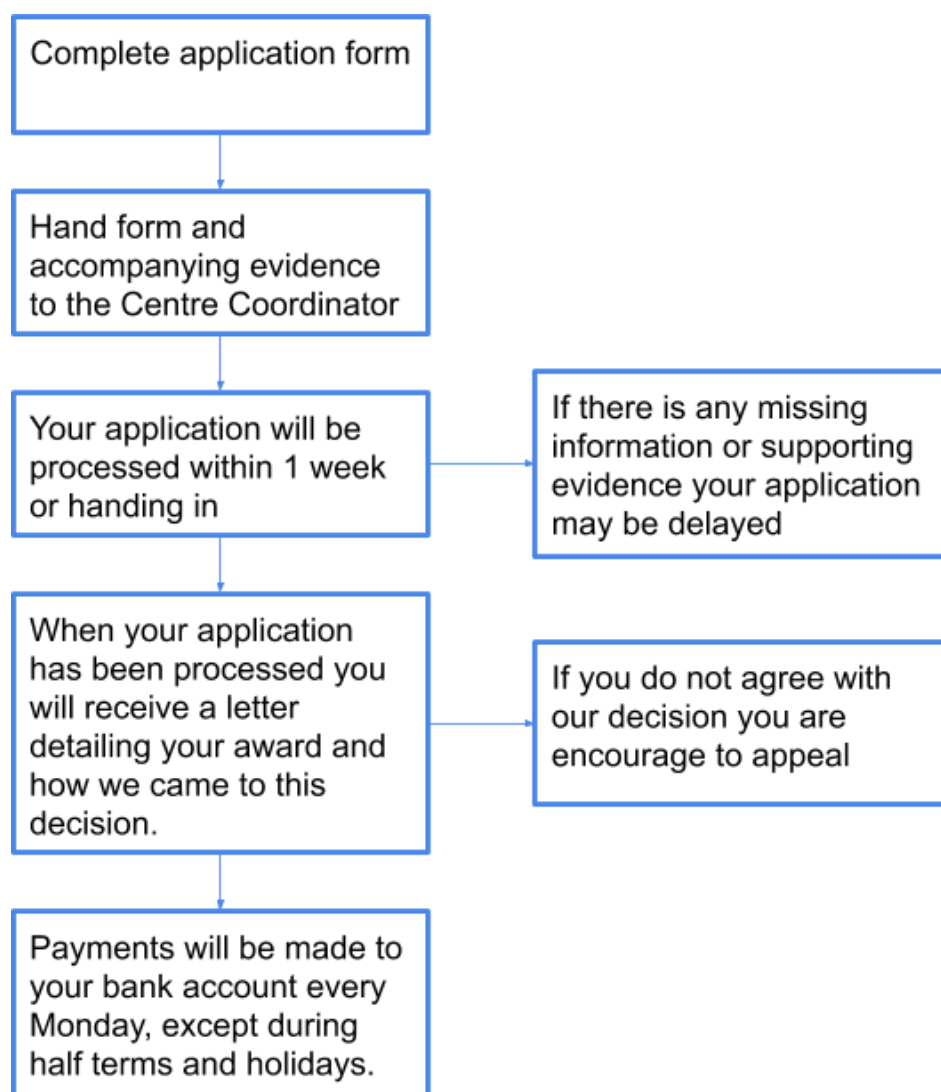 Complete application form
Hand form and
accompanying evidence
to the Centre Coordinator
Your application will be
processed within 1 week
or handing in
If there is any missing
information or supporting
evidence your application
may be delayed
When your application
has been processed you
will receive a letter
detailing your award and
how we came to this
decision.
If you do not agree with
our decision you are
encourage to appeal
Payments will be made to
your bank account every
Monday, except during
half terms and holidays.